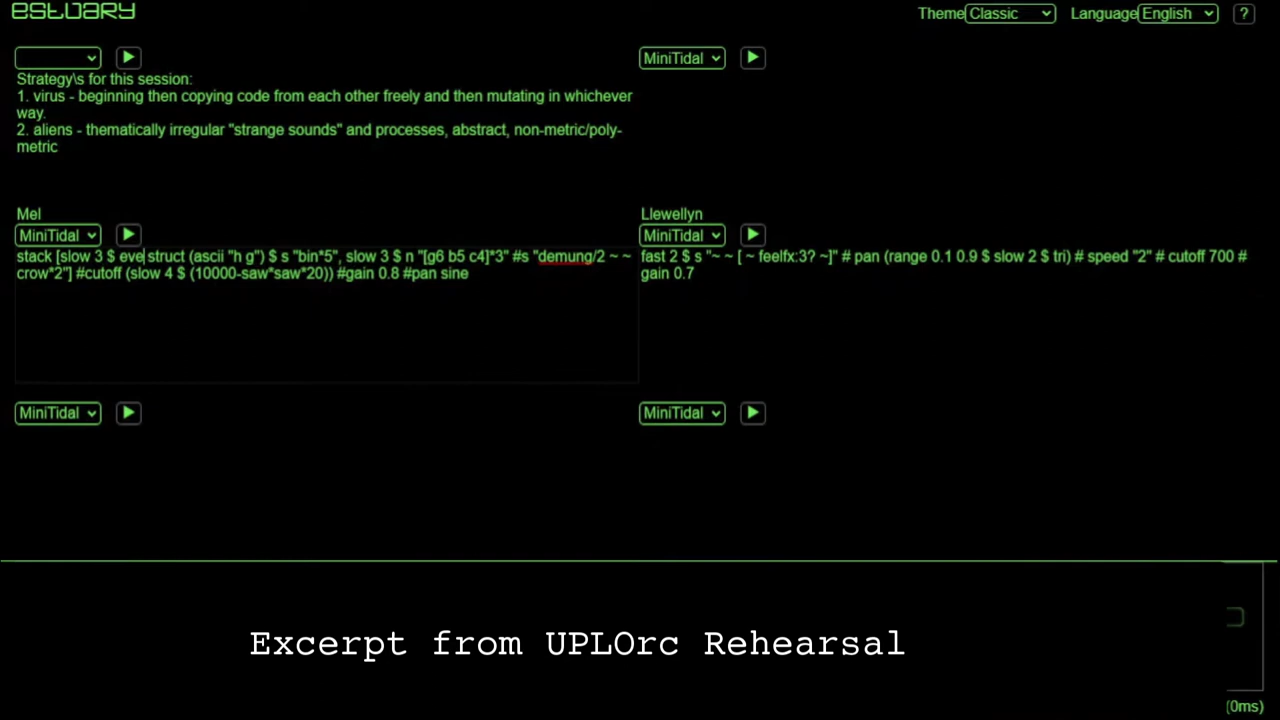 estuary
Theme Classic Language English ?
MiniTidal
Strategy\s for this session:
1. virus - beginning then copying code from each other freely and then mutating in whichever
way.
2. aliens - thematically irregular "strange sounds" and processes, abstract, non-metric/poly-
metric
Mel
MiniTidal
stack [slow 3 $ eve struct (ascii "h g") $ s "bin*5", slow 3 $ n "[g6 b5 c4]*3" #s "demung/2 ~ ~
crow*2"] #cutoff (slow 4 $ (10000-saw*saw*20)) #gain 0.8 #pan sine
Llewellyn
MiniTidal
fast 2 $ s "~ ~ [ ~ feelfx:3? ~]" # pan (range 0.1 0.9 $ slow 2 $ tri) # speed "2" # cutoff 700 #
gain 0.7
MiniTidal
MiniTidal
Excerpt from UPLOrc Rehearsal
(0ms)